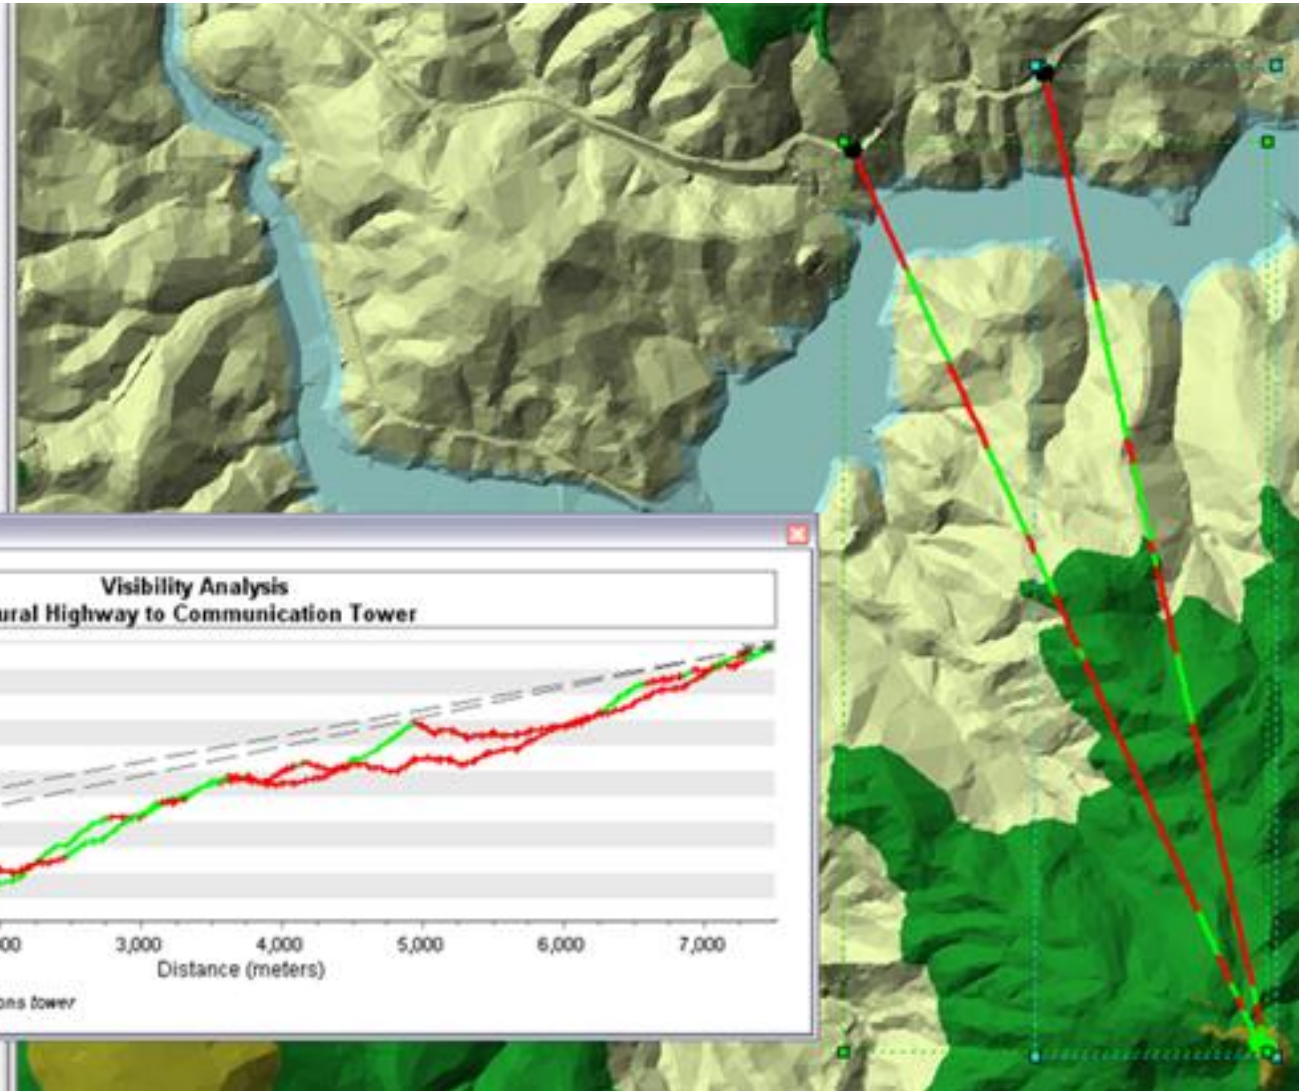 Visibility Analysis
ural Highway to Communication Tower
00 3,000 4,000 5,000 6,000 7,000
Distance (meters)
ons tower